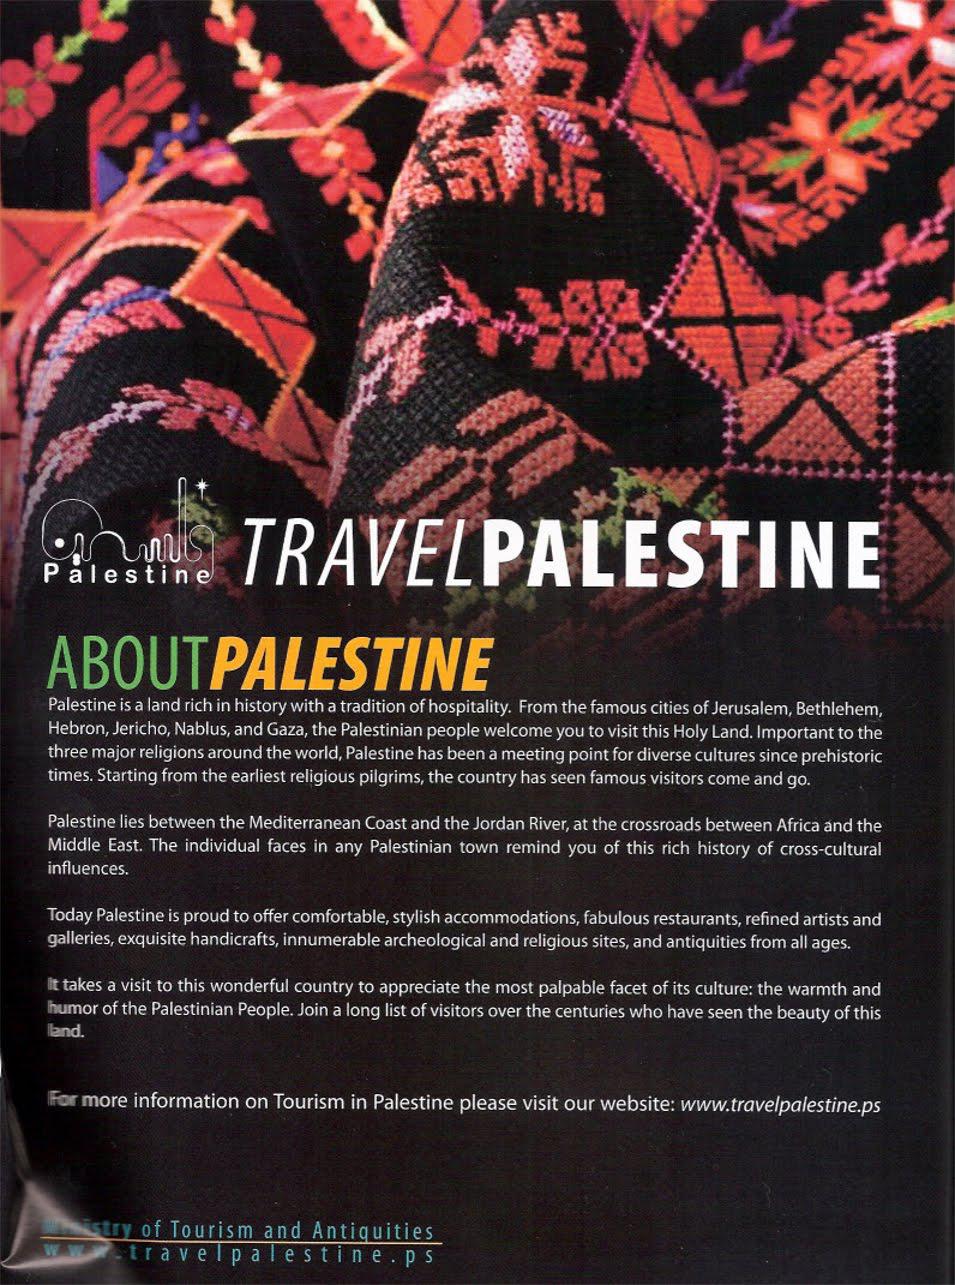 Palestine
TRAVELPALESTINE
ABOUTPALESTINE
Palestine is a land rich in history with a tradition of hospitality. From the famous cities of Jerusalem, Bethlehem,
Hebron, Jericho, Nablus, and Gaza, the Palestinian people welcome you to visit this Holy Land. Important to the
three major religions around the world, Palestine has been a meeting point for diverse cultures since prehistoric
times. Starting from the earliest religious pilgrims, the country has seen famous visitors come and go.
Palestine lies between the Mediterranean Coast and the Jordan River, at the crossroads between Africa and the
Middle East. The individual faces in any Palestinian town remind you of this rich history of cross-cultural
influences.
Today Palestine is proud to offer comfortable, stylish accommodations, fabulous restaurants, refined artists and
galleries, exquisite handicrafts, innumerable archeological and religious sites, and antiquities from all ages.
It takes a visit to this wonderful country to appreciate the most palpable facet of its culture: the warmth and
humor of the Palestinian People. Join a long list of visitors over the centuries who have seen the beauty of this
land.
For more information on Tourism in Palestine please visit our website: www.travelpalestine.ps
Ministry of Tourism and Antiquities
www.travelpalestine.ps